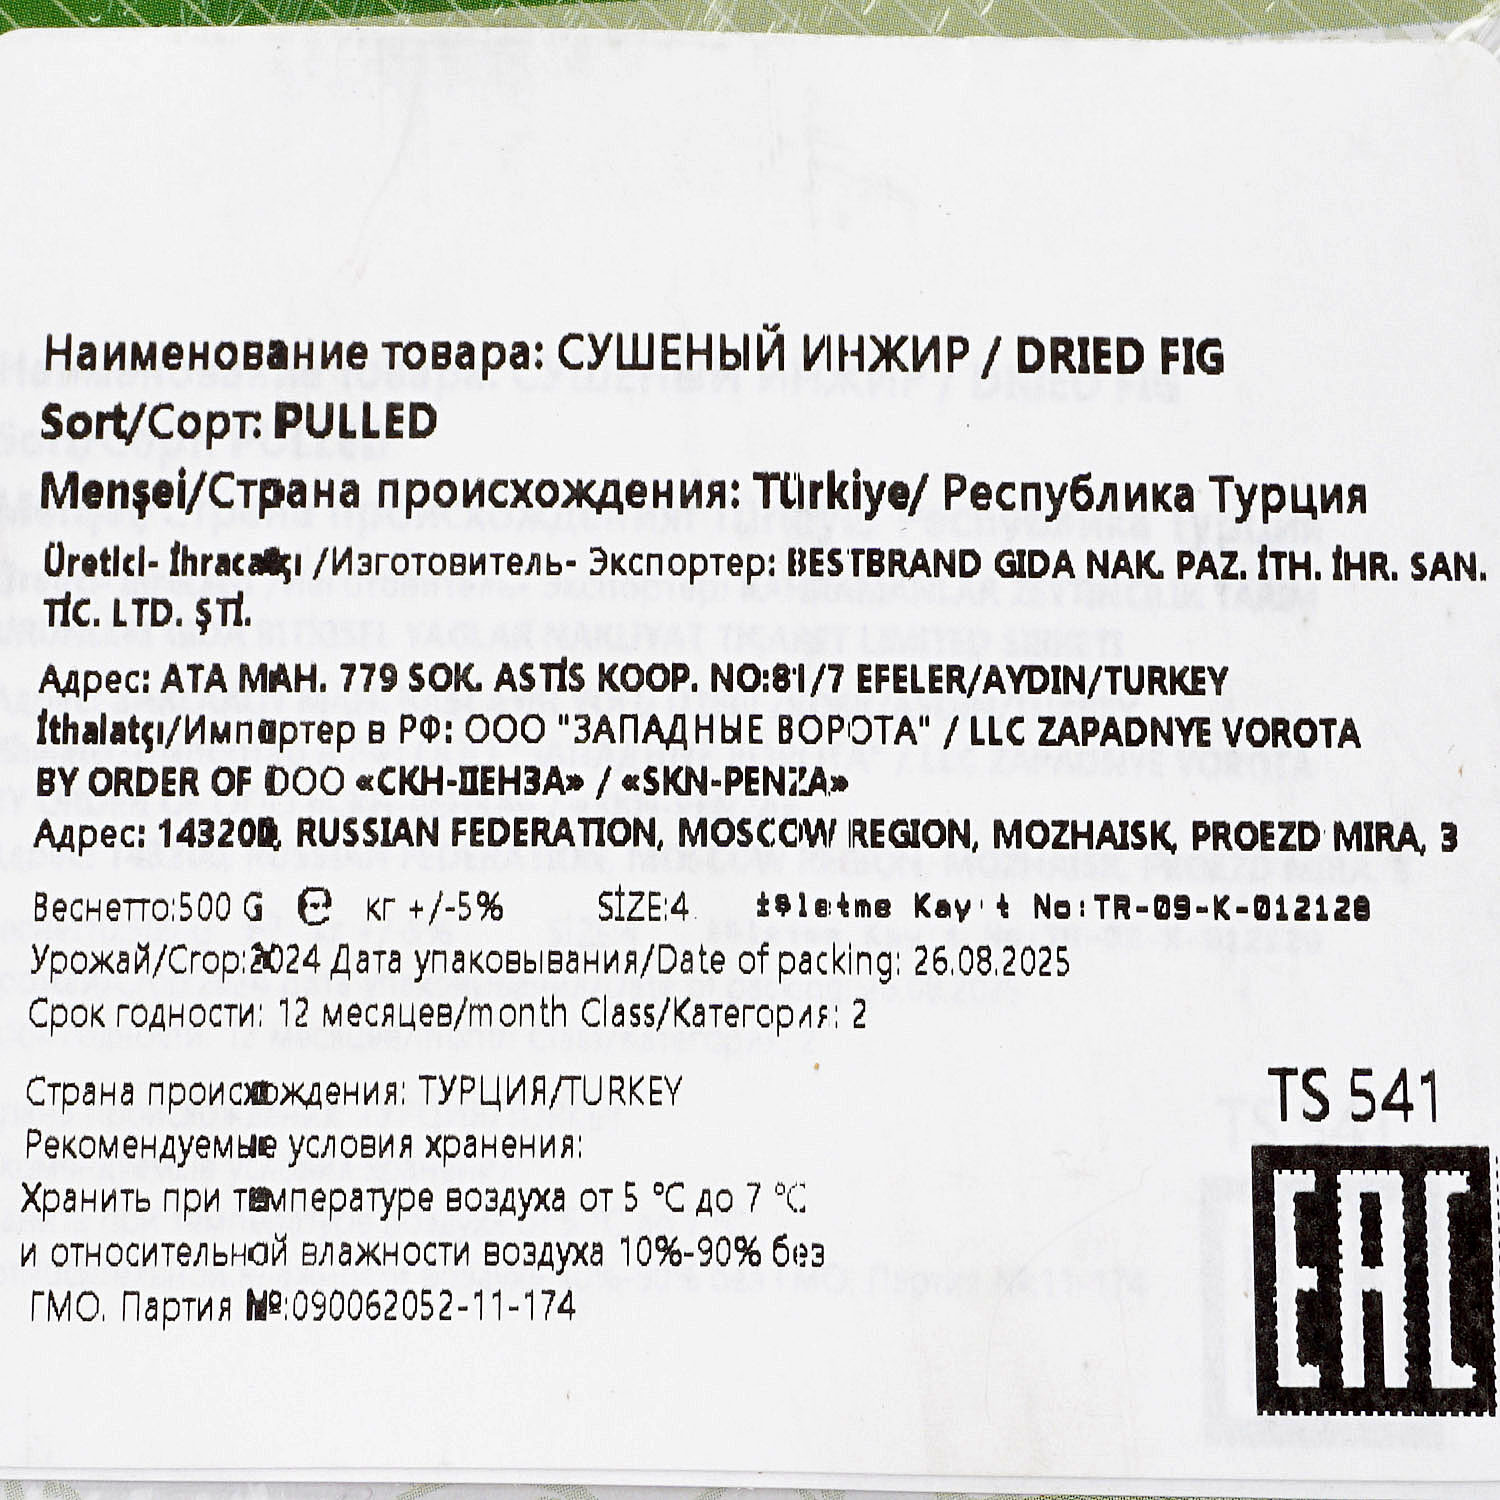 Наименование товара: СУШЕНЫЙ ИНЖИР / DRIED FIG
Sort/Сорт: PULLED
Menşei/Страна происхождения: Türkiye/ Республика Турция
Üretici- İhracatçı /Изготовитель- Экспортер: BESTBRAND GIDA NAK. PAZ. İTH. İHR. SAN.
TİC. LTD. ŞTİ.
Адрес: ATA MAH. 779 SOK. ASTİS KOOP. NO:81/7 EFELER/AYDIN/TURKEY
İthalatçı/Импортер в РФ: ООО "ЗАПАДНЫЕ ВОРОТА" / LLC ZAPADNYE VOROTA
BY ORDER OF ООО «СКН-ПЕНЗА» / «SKN-PENZA»
Адрес: 143200, RUSSIAN FEDERATION, MOSCOW REGION, MOZHAISK, PROEZD MIRA, 3
Веснетто:500 G ℮ кг +/-5% SİZE:4 işletme Kayıt No:TR-09-K-012128
Урожай/Crop:2024 Дата упаковывания/Date of packing: 26.08.2025
Срок годности: 12 месяцев/month Class/Категория: 2
Страна происхождения: ТУРЦИЯ/TURKEY
Рекомендуемые условия хранения:
Хранить при температуре воздуха от 5 °C до 7 °C
и относительной влажности воздуха 10%-90% без
ГМО. Партия №:090062052-11-174
TS 541
EAC